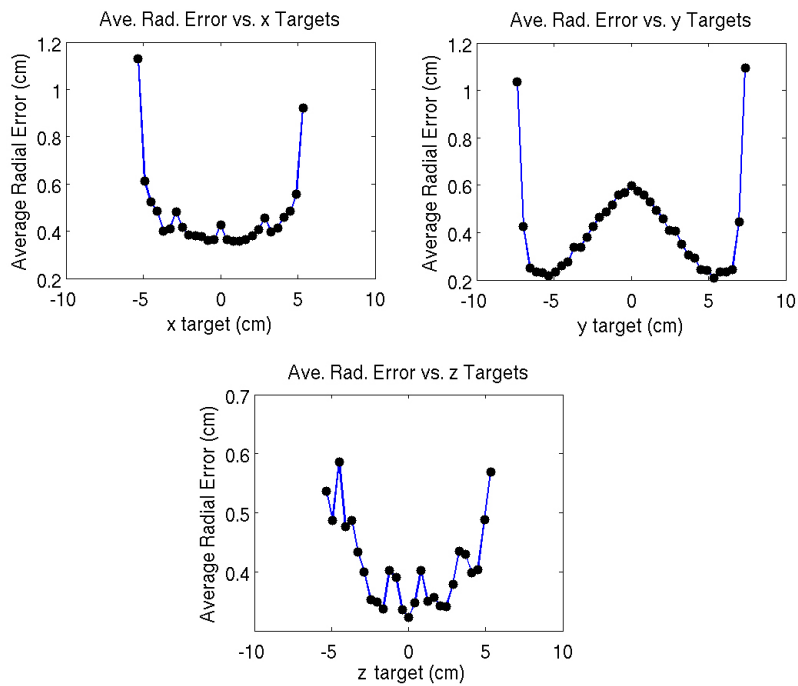 Ave. Rad. Error vs. x Targets
Average Radial Error (cm)
1.2
1
0.8
0.6
0.4
0.2
-10 -5 0 5 10
x target (cm)
Ave. Rad. Error vs. y Targets
Average Radial Error (cm)
1.2
1
0.8
0.6
0.4
0.2
-10 -5 0 5 10
y target (cm)
Ave. Rad. Error vs. z Targets
Average Radial Error (cm)
0.7
0.6
0.5
0.4
-10 -5 0 5 10
z target (cm)